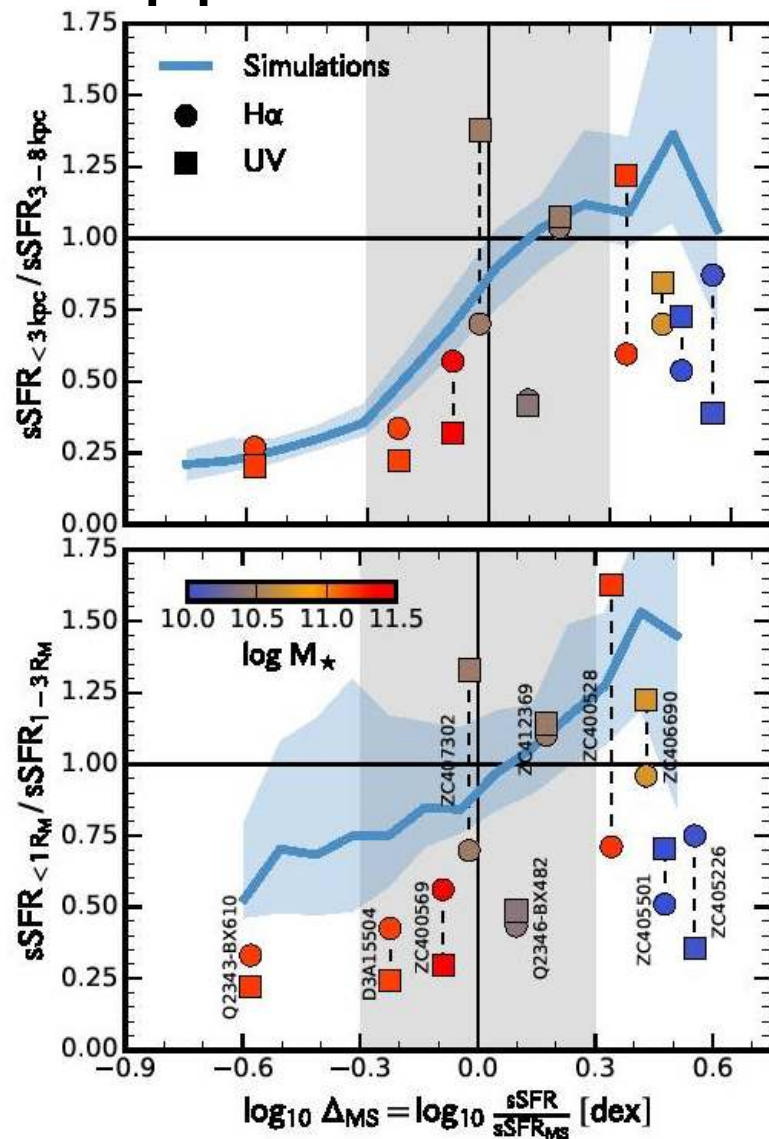 1.75
1.50
1.25
1.00
0.75
0.50
0.25
0.00
sSFR<3 kpc/sSFR3−8 kpc
Simulations
Hα
UV
1.75
1.50
1.25
1.00
0.75
0.50
0.25
0.00
sSFR<1RM/sSFR1−3RM
10.0 10.5 11.0 11.5
log M★
Q2343-BX610
D3A15504
ZC400569
ZC407302
Q2346-BX482
ZC412369
ZC400528
ZC406690
ZC405501
ZC405226
−0.9 −0.6 −0.3 0.0 0.3 0.6
log10 ΔMS = log10 sSFR/sSFRMS [dex]